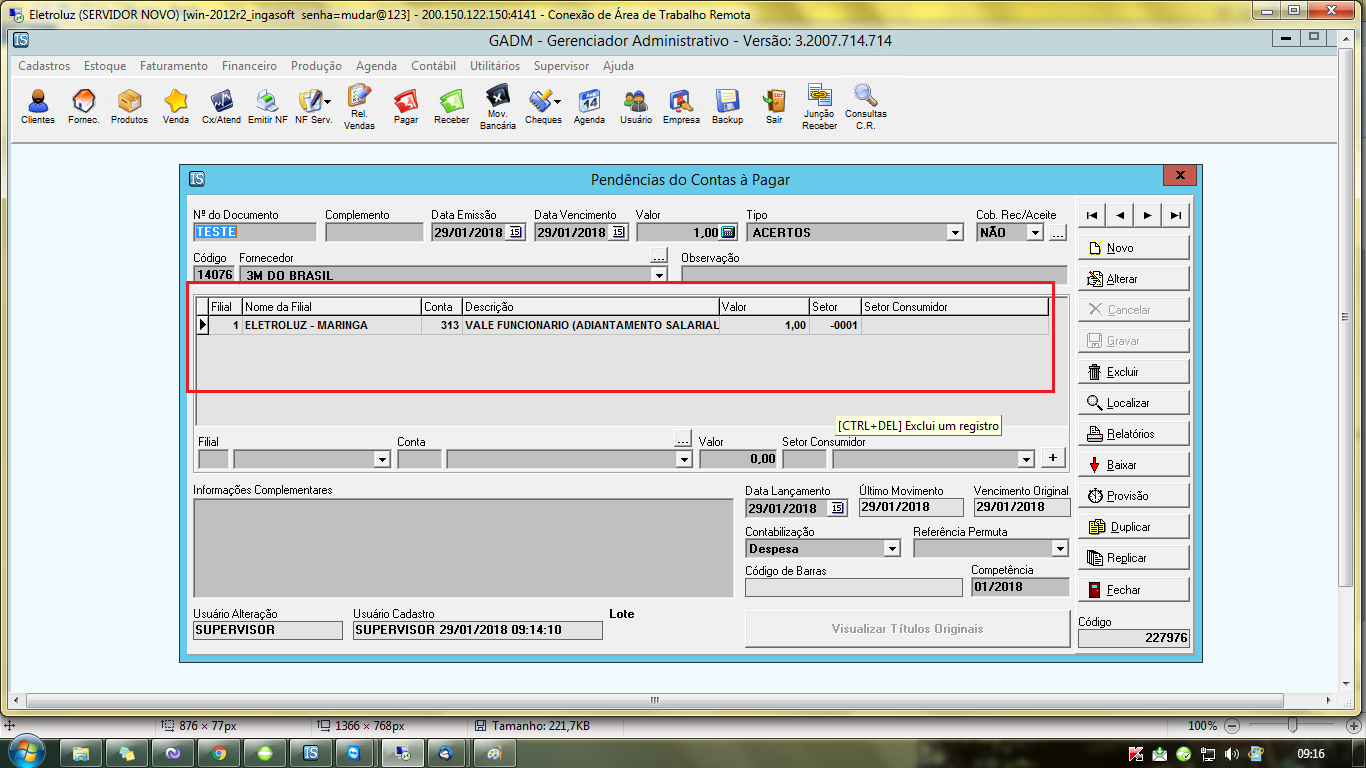 Eletroluz (SERVIDOR NOVO) [win-2012r2_ingasoft senha=mudar@123] - 200.150.122.150:4141 - Conexão de Área de Trabalho Remota
IS
GADM - Gerenciador Administrativo - Versão: 3.2007.714.714
Cadastros Estoque Faturamento Financeiro Produção Agenda Contábil Utilitários Supervisor Ajuda
Clientes Fornec. Produtos Venda Cx/Atend Emitir NF NF Serv. Rel. Vendas Pagar Receber Mov. Bancária Cheques Agenda Usuário Empresa Backup Sair Junção Receber Consultas C.R.
IS Pendências do Contas à Pagar
Nº do Documento Complemento Data Emissão Data Vencimento Valor Tipo Cob. Rec/Aceite
TESTE 29/01/2018 15 29/01/2018 15 1,00 ACERTOS NÃO ...
Código Fornecedor ... Observação
14076 3M DO BRASIL
Filial Nome da Filial Conta Descrição Valor Setor Setor Consumidor
1 ELETROLUZ - MARINGA 313 VALE FUNCIONARIO (ADIANTAMENTO SALARIAL 1,00 -0001
[CTRL+DEL] Exclui um registro
Filial Conta ... Valor Setor Consumidor
0,00 +
Informações Complementares
Data Lançamento Último Movimento Vencimento Original
29/01/2018 15 29/01/2018 29/01/2018
Contabilização Referência Permuta
Despesa
Código de Barras Competência
01/2018
Usuário Alteração Usuário Cadastro Lote
SUPERVISOR SUPERVISOR 29/01/2018 09:14:10
Visualizar Títulos Originais
Novo
Alterar
Cancelar
Gravar
Excluir
Localizar
Relatórios
Baixar
Provisão
Duplicar
Replicar
Fechar
Código
227976
876 × 77px 1366 × 768px Tamanho: 221,7KB 100%
IS
09:16